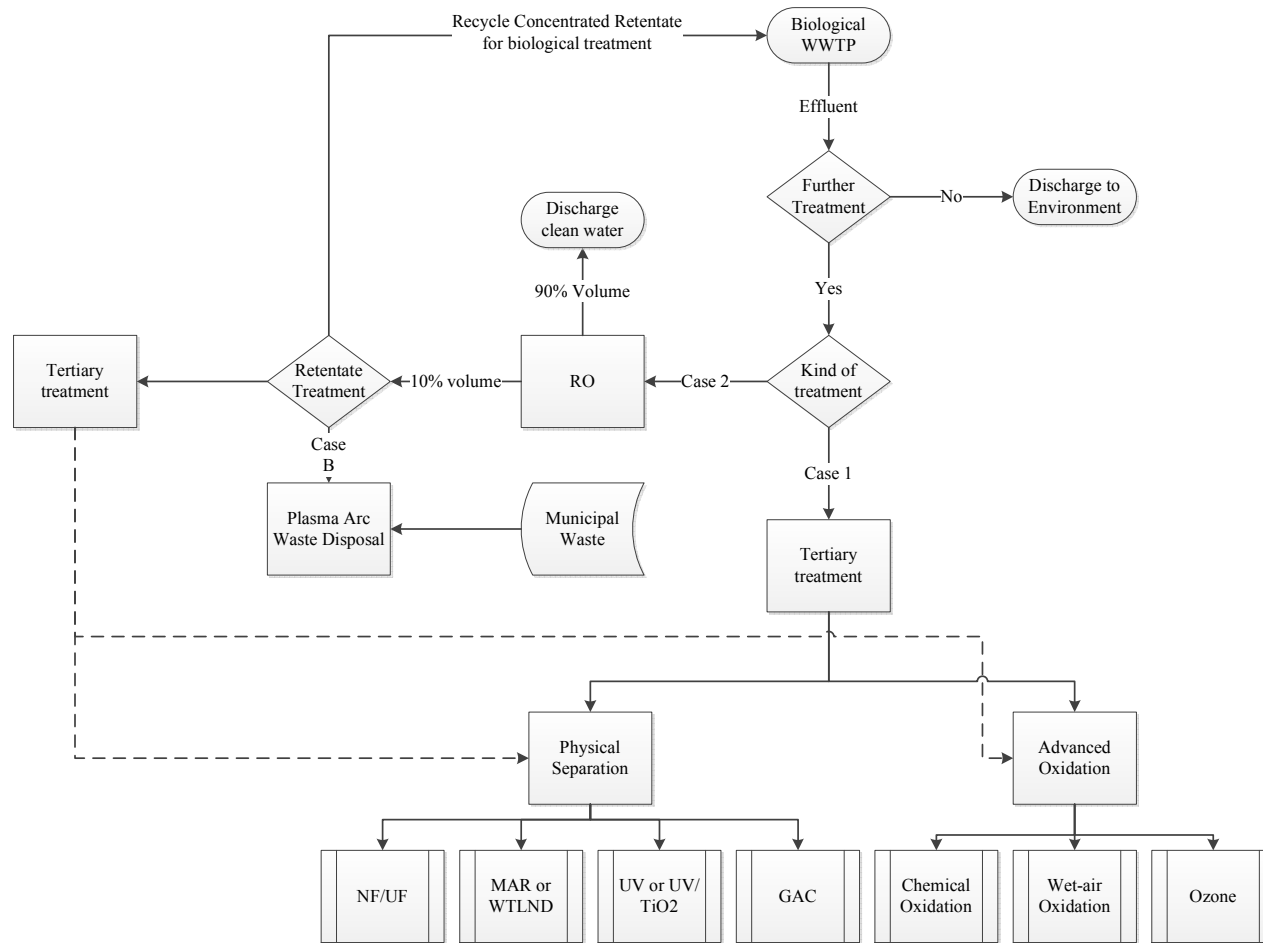 Recycle Concentrated Retentate
for biological treatment
Biological
WWTP
Effluent
Further
Treatment
No
Discharge to
Environment
Discharge
clean water
90% Volume
Yes
Tertiary
treatment
Retentate
Treatment
10% volume
RO
Case 2
Kind of
treatment
Case
B
Case 1
Plasma Arc
Waste Disposal
Municipal
Waste
Tertiary
treatment
Physical
Separation
Advanced
Oxidation
NF/UF
MAR or
WTLND
UV or UV/
TiO2
GAC
Chemical
Oxidation
Wet-air
Oxidation
Ozone